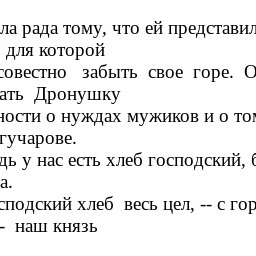 ла рада тому, что ей представил
для которой
совестно забыть свое горе. О
ать Дронушку
ности о нуждах мужиков и о том
гучарове.
дь у нас есть хлеб господский, б
а.
сподский хлеб весь цел, -- с гор
- наш князь